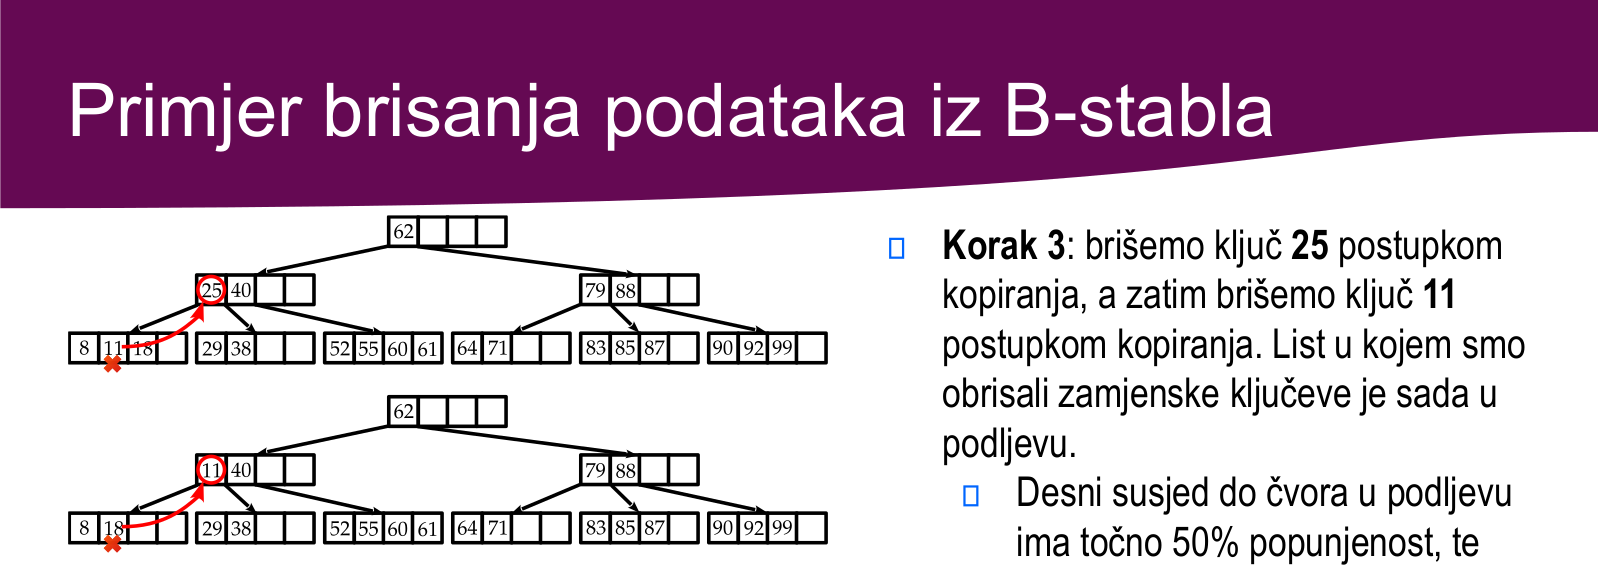 Primjer brisanja podataka iz B-stabla
62
25 40 79 88
8 11 18 29 38 52 55 60 61 64 71 83 85 87 90 92 99
62
11 40 79 88
8 18 29 38 52 55 60 61 64 71 83 85 87 90 92 99
Korak 3: brišemo ključ 25 postupkom
kopiranja, a zatim brišemo ključ 11
postupkom kopiranja. List u kojem smo
obrisali zamjenske ključeve je sada u
podljevu.
Desni susjed do čvora u podljevu
ima točno 50% popunjenost, te